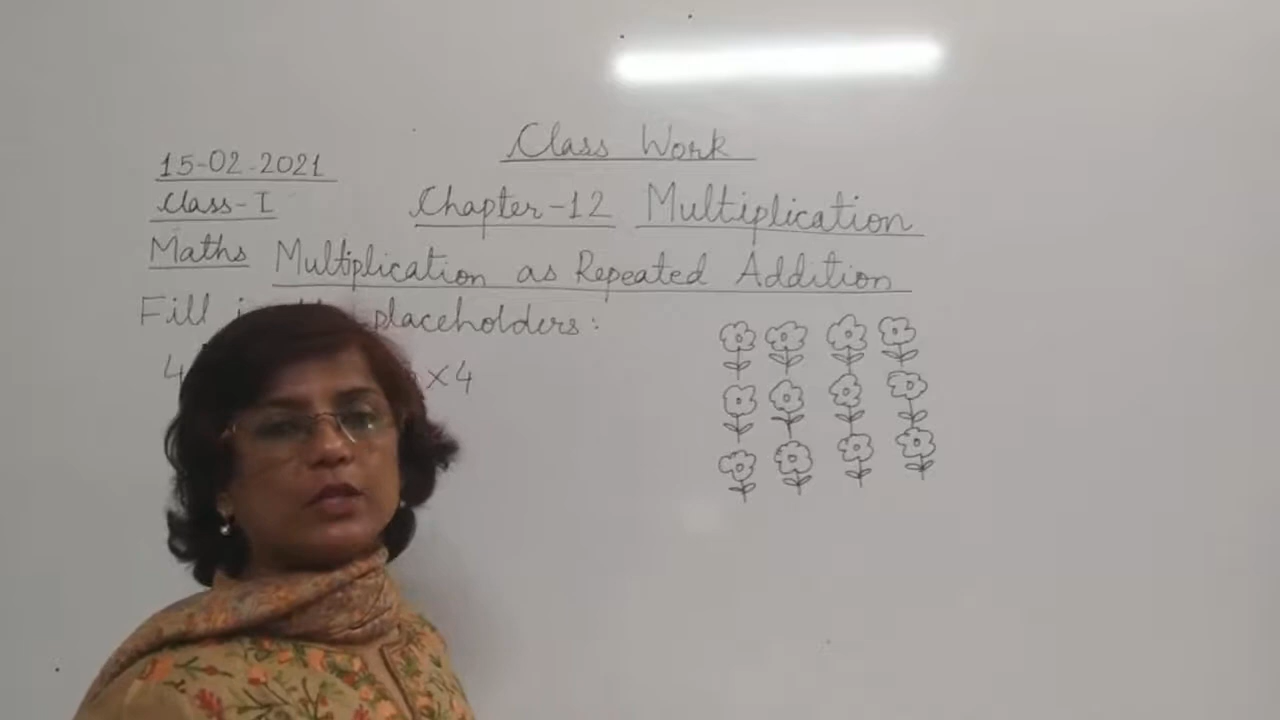 Class Work
15-02-2021
Class-I
Chapter-12 Multiplication
Maths Multiplication as Repeated Addition
Fill placeholders:
4 ×4